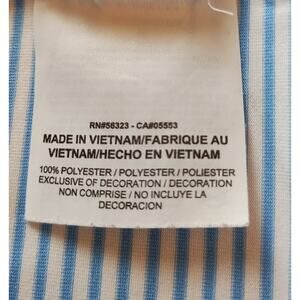 RN#56323 - CA#05553
MADE IN VIETNAM/FABRIQUE AU
VIETNAM/HECHO EN VIETNAM
100% POLYESTER / POLYESTER / POLIESTER
EXCLUSIVE OF DECORATION / DECORATION
NON COMPRISE / NO INCLUYE LA
DECORACION